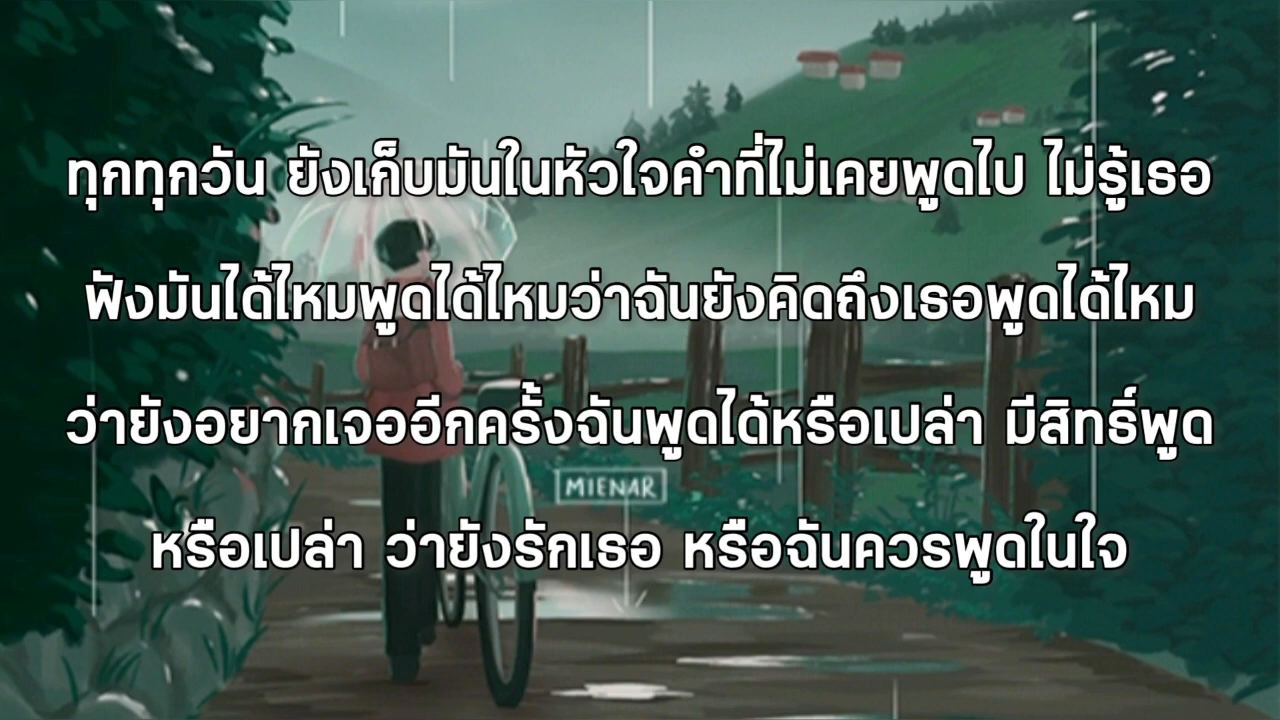 ทุกทุกวัน ยังเก็บมันในหัวใจคำที่ไม่เคยพูดไป ไม่รู้เธอ
ฟังมันได้ไหมพูดได้ไหมว่าฉันยังคิดถึงเธอพูดได้ไหม
ว่ายังอยากเจออีกครั้งฉันพูดได้หรือเปล่า มีสิทธิ์พูด
MIENAR
หรือเปล่า ว่ายังรักเธอ หรือฉันควรพูดในใจ